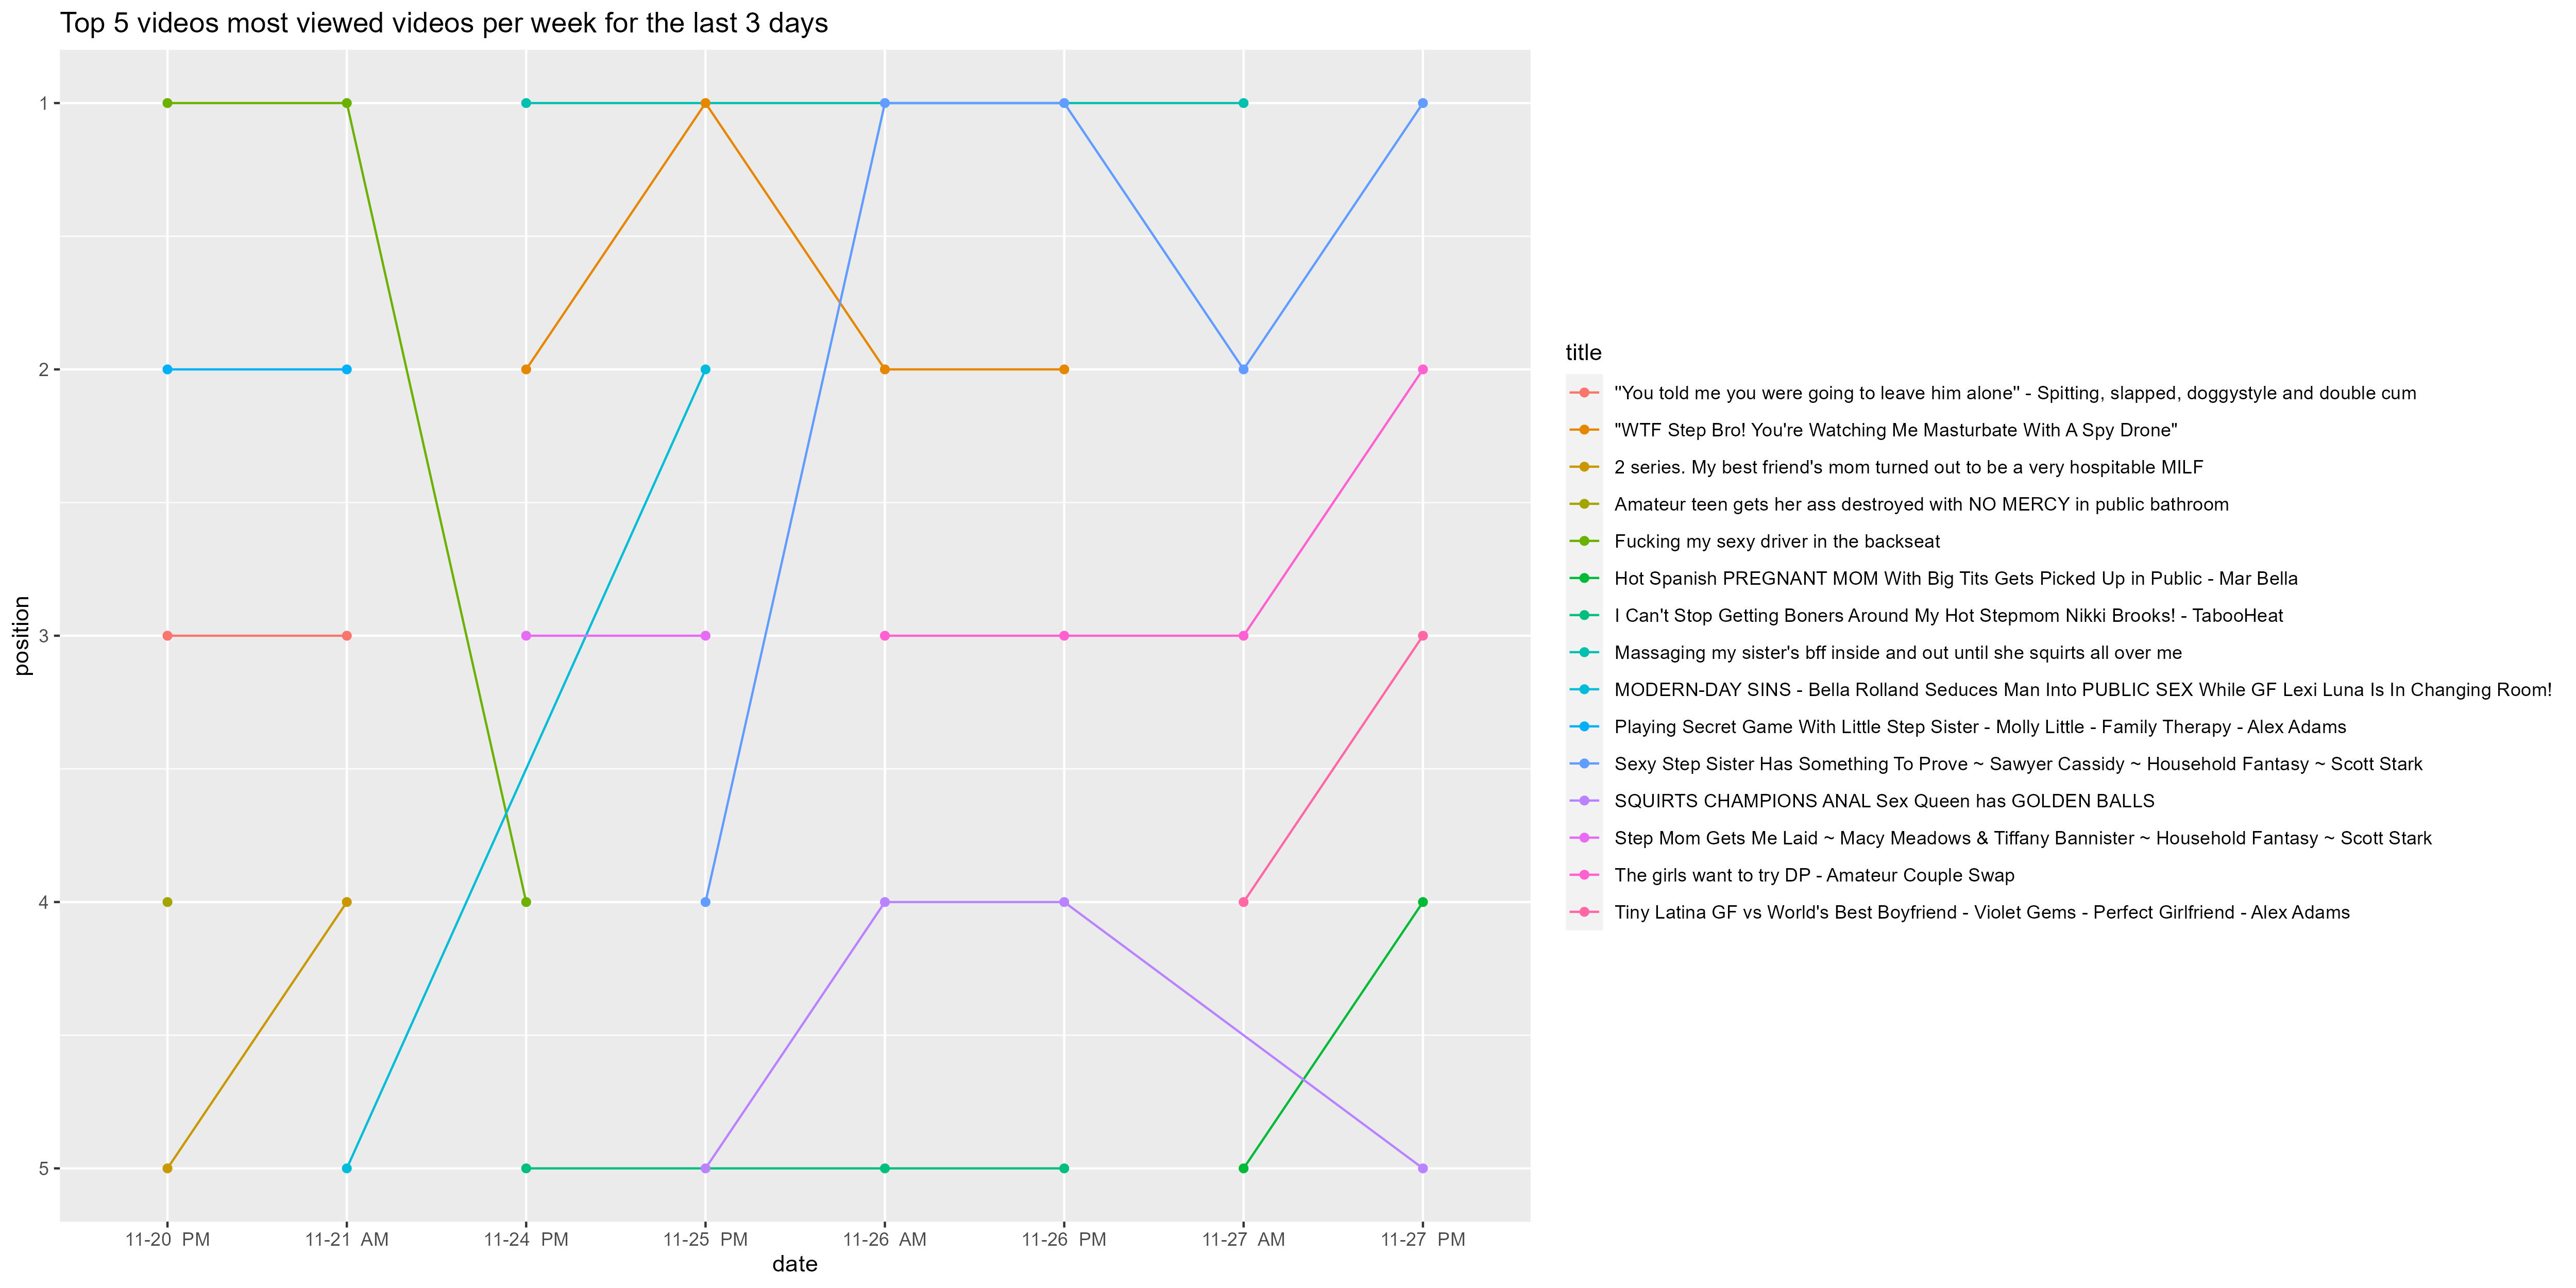 Top 5 videos most viewed videos per week for the last 3 days
position
1
2
3
4
5
11-20 PM
11-21 AM
11-24 PM
11-25 PM
11-26 AM
11-26 PM
11-27 AM
11-27 PM
date
title
"You told me you were going to leave him alone" - Spitting, slapped, doggystyle and double cum
"WTF Step Bro! You're Watching Me Masturbate With A Spy Drone"
2 series. My best friend's mom turned out to be a very hospitable MILF
Amateur teen gets her ass destroyed with NO MERCY in public bathroom
Fucking my sexy driver in the backseat
Hot Spanish PREGNANT MOM With Big Tits Gets Picked Up in Public - Mar Bella
I Can't Stop Getting Boners Around My Hot Stepmom Nikki Brooks! - TabooHeat
Massaging my sister's bff inside and out until she squirts all over me
MODERN-DAY SINS - Bella Rolland Seduces Man Into PUBLIC SEX While GF Lexi Luna Is In Changing Room!
Playing Secret Game With Little Step Sister - Molly Little - Family Therapy - Alex Adams
Sexy Step Sister Has Something To Prove ~ Sawyer Cassidy ~ Household Fantasy ~ Scott Stark
SQUIRTS CHAMPIONS ANAL Sex Queen has GOLDEN BALLS
Step Mom Gets Me Laid ~ Macy Meadows & Tiffany Bannister ~ Household Fantasy ~ Scott Stark
The girls want to try DP - Amateur Couple Swap
Tiny Latina GF vs World's Best Boyfriend - Violet Gems - Perfect Girlfriend - Alex Adams